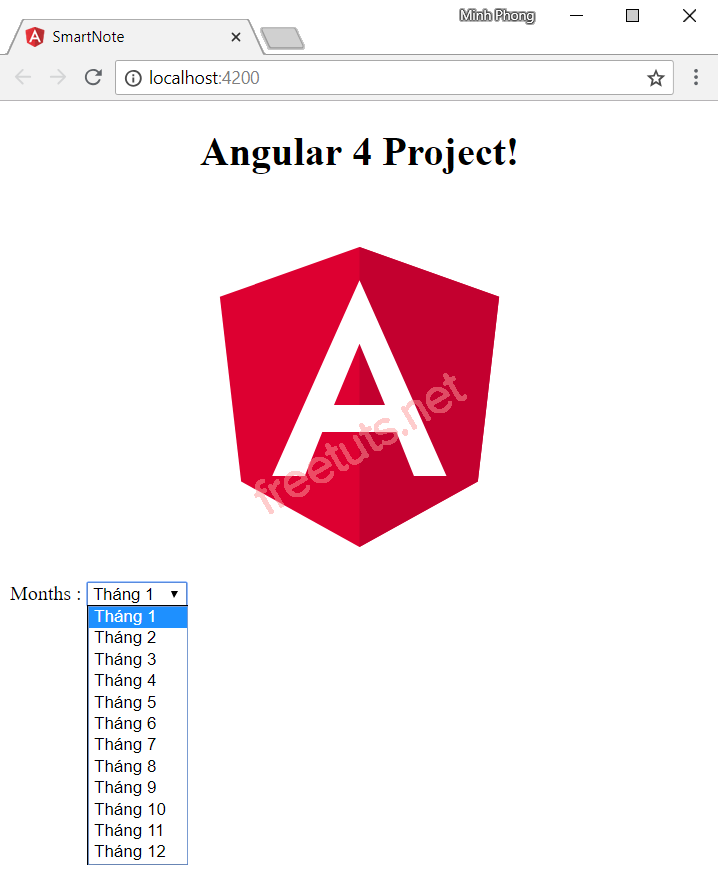 Minh Phong
SmartNote
localhost:4200
Angular 4 Project!
A
freetuts.net
Months : Tháng 1
Tháng 1
Tháng 2
Tháng 3
Tháng 4
Tháng 5
Tháng 6
Tháng 7
Tháng 8
Tháng 9
Tháng 10
Tháng 11
Tháng 12